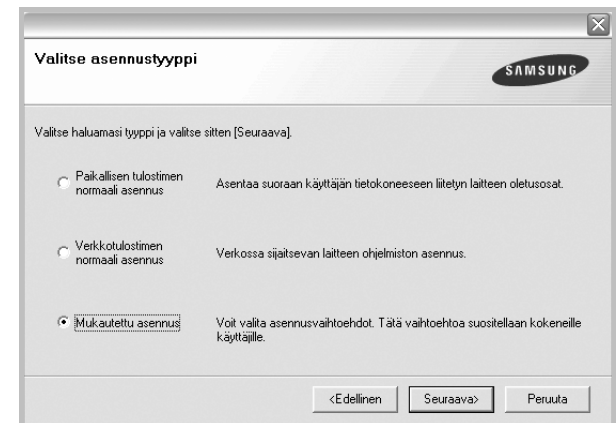 Valitse asennustyyppi
SAMSUNG
Valitse haluamasi tyyppi ja valitse sitten [Seuraava].
Paikallisen tulostimen
normaali asennus
Asentaa suoraan käyttäjän tietokoneeseen liitetyn laitteen oletusosat.
Verkkotulostimen
normaali asennus
Verkossa sijaitsevan laitteen ohjelmiston asennus.
Mukautettu asennus
Voit valita asennusvaihtoehdot. Tätä vaihtoehtoa suositellaan kokeneille
käyttäjille.
<Edellinen
Seuraava>
Peruuta